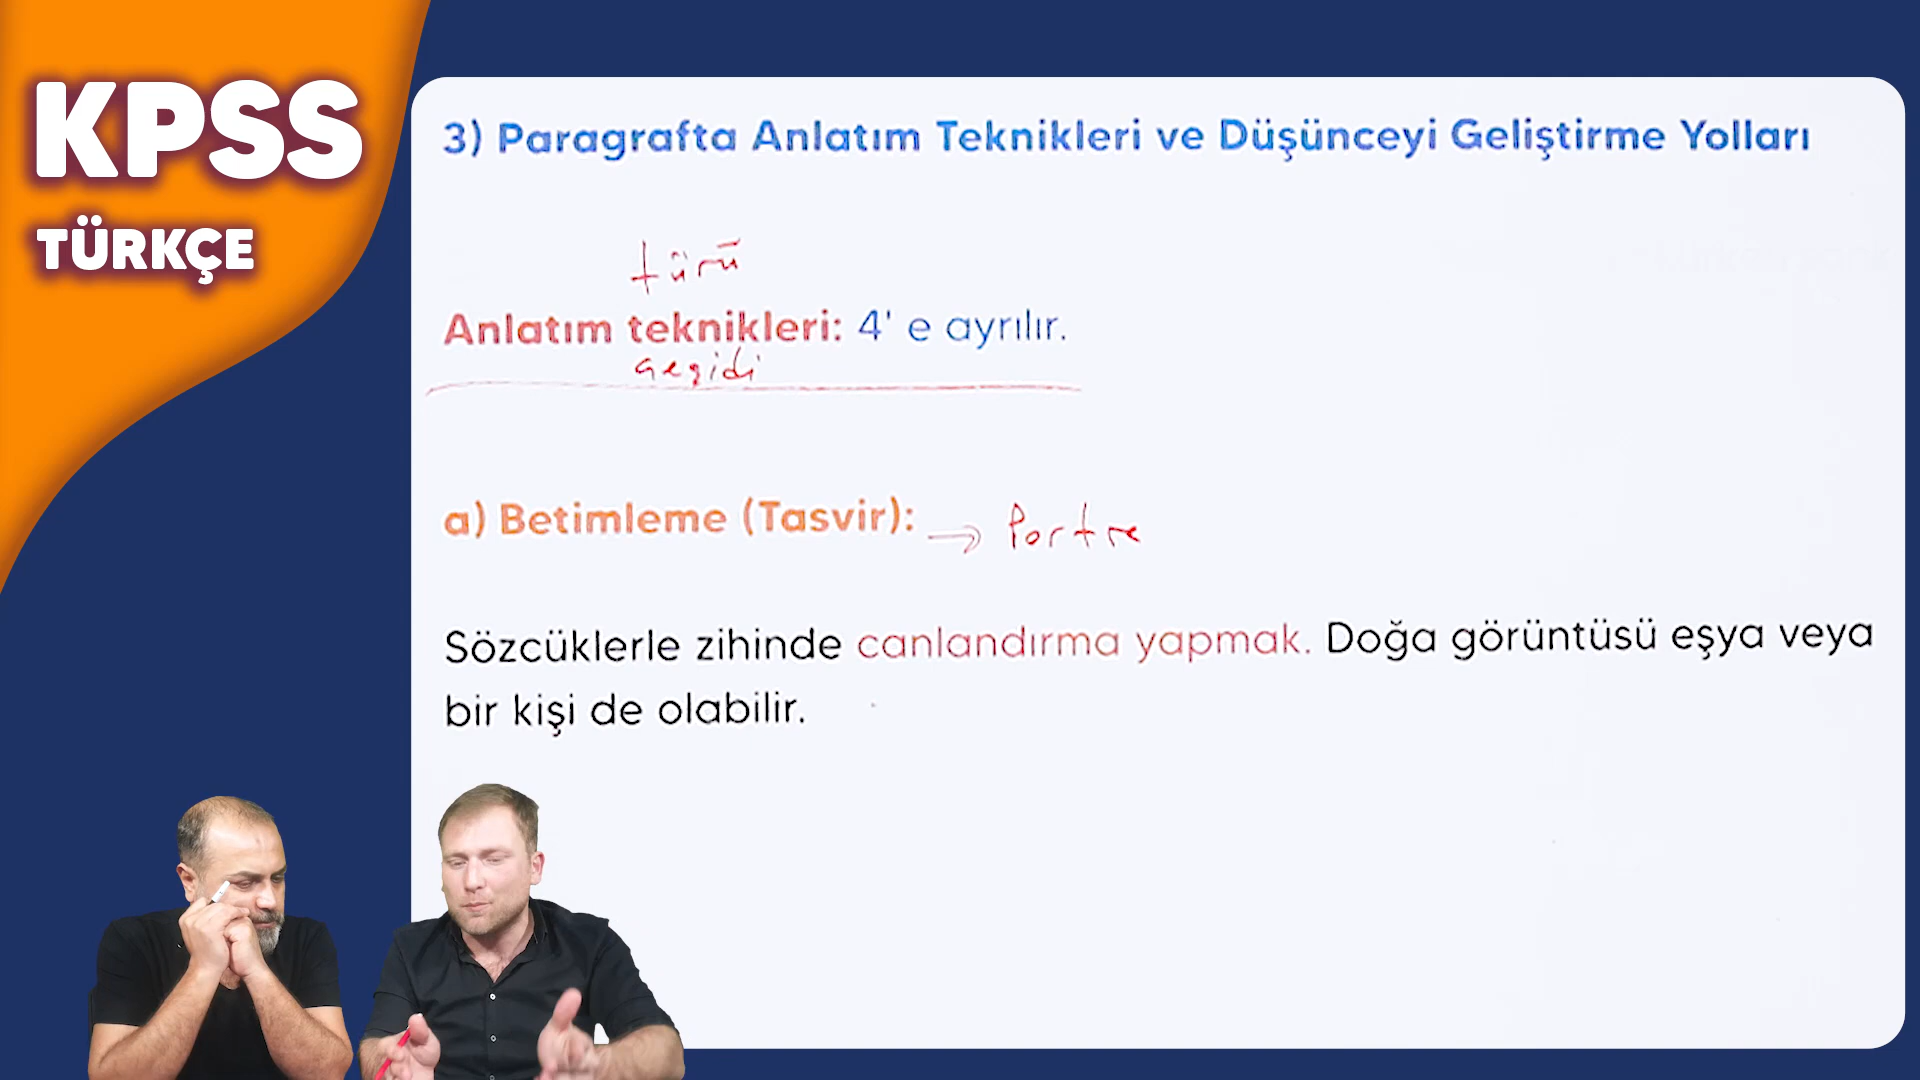 KPSS
TÜRKÇE
3) Paragrafta Anlatım Teknikleri ve Düşünceyi Geliştirme Yolları
türü
Anlatım teknikleri: 4' e ayrılır.
çeşidi
a) Betimleme (Tasvir): → Portre
Sözcüklerle zihinde canlandırma yapmak. Doğa görüntüsü eşya veya
bir kişi de olabilir.